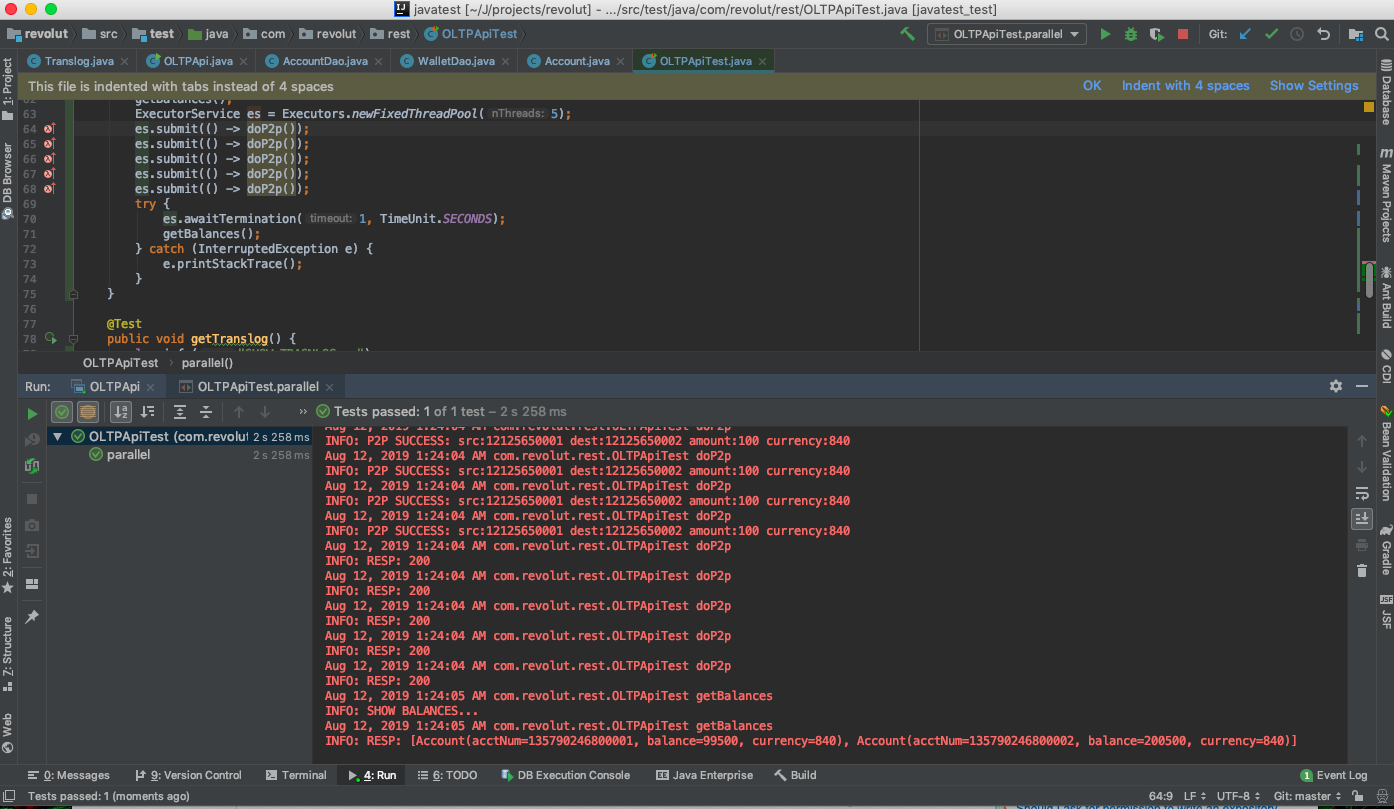 javatest [~/J/projects/revolut] - .../src/test/java/com/revolut/rest/OLTPApiTest.java [javatest_test]
revolut src test java com revolut rest OLTPApiTest OLTPApiTest.parallel Git:
Translog.java OLTPApi.java AccountDao.java WalletDao.java Account.java OLTPApiTest.java
This file is indented with tabs instead of 4 spaces OK Indent with 4 spaces Show Settings
62 getBalances();
63 ExecutorService es = Executors.newFixedThreadPool( nThreads: 5);
64 es.submit(() -> doP2p());
65 es.submit(() -> doP2p());
66 es.submit(() -> doP2p());
67 es.submit(() -> doP2p());
68 es.submit(() -> doP2p());
69 try {
70 es.awaitTermination( timeout: 1, TimeUnit.SECONDS);
71 getBalances();
72 } catch (InterruptedException e) {
73 e.printStackTrace();
74 }
75 }
76
77 @Test
78 public void getTranslog() {
OLTPApiTest › parallel()
Run: OLTPApi OLTPApiTest.parallel
Tests passed: 1 of 1 test – 2 s 258 ms
OLTPApiTest (com.revolut 2 s 258 ms
parallel 2 s 258 ms
Aug 12, 2019 1:24:04 AM com.revolut.rest.OLTPApiTest doP2p
INFO: P2P SUCCESS: src:12125650001 dest:12125650002 amount:100 currency:840
Aug 12, 2019 1:24:04 AM com.revolut.rest.OLTPApiTest doP2p
INFO: P2P SUCCESS: src:12125650001 dest:12125650002 amount:100 currency:840
Aug 12, 2019 1:24:04 AM com.revolut.rest.OLTPApiTest doP2p
INFO: P2P SUCCESS: src:12125650001 dest:12125650002 amount:100 currency:840
Aug 12, 2019 1:24:04 AM com.revolut.rest.OLTPApiTest doP2p
INFO: P2P SUCCESS: src:12125650001 dest:12125650002 amount:100 currency:840
Aug 12, 2019 1:24:04 AM com.revolut.rest.OLTPApiTest doP2p
INFO: RESP: 200
Aug 12, 2019 1:24:04 AM com.revolut.rest.OLTPApiTest doP2p
INFO: RESP: 200
Aug 12, 2019 1:24:04 AM com.revolut.rest.OLTPApiTest doP2p
INFO: RESP: 200
Aug 12, 2019 1:24:04 AM com.revolut.rest.OLTPApiTest doP2p
INFO: RESP: 200
Aug 12, 2019 1:24:04 AM com.revolut.rest.OLTPApiTest doP2p
INFO: RESP: 200
Aug 12, 2019 1:24:05 AM com.revolut.rest.OLTPApiTest getBalances
INFO: SHOW BALANCES...
Aug 12, 2019 1:24:05 AM com.revolut.rest.OLTPApiTest getBalances
INFO: RESP: [Account(acctNum=135790246800001, balance=99500, currency=840), Account(acctNum=135790246800002, balance=200500, currency=840)]
0: Messages 9: Version Control Terminal 4: Run 6: TODO DB Execution Console Java Enterprise Build 1 Event Log
Tests passed: 1 (moments ago) 64:9 LF UTF-8 Git: master
1: Project
DB Browser
2: Favorites
Z: Structure
Web
Database
Maven Projects
Ant Build
CDI
Bean Validation
Gradle
JSF
JSF